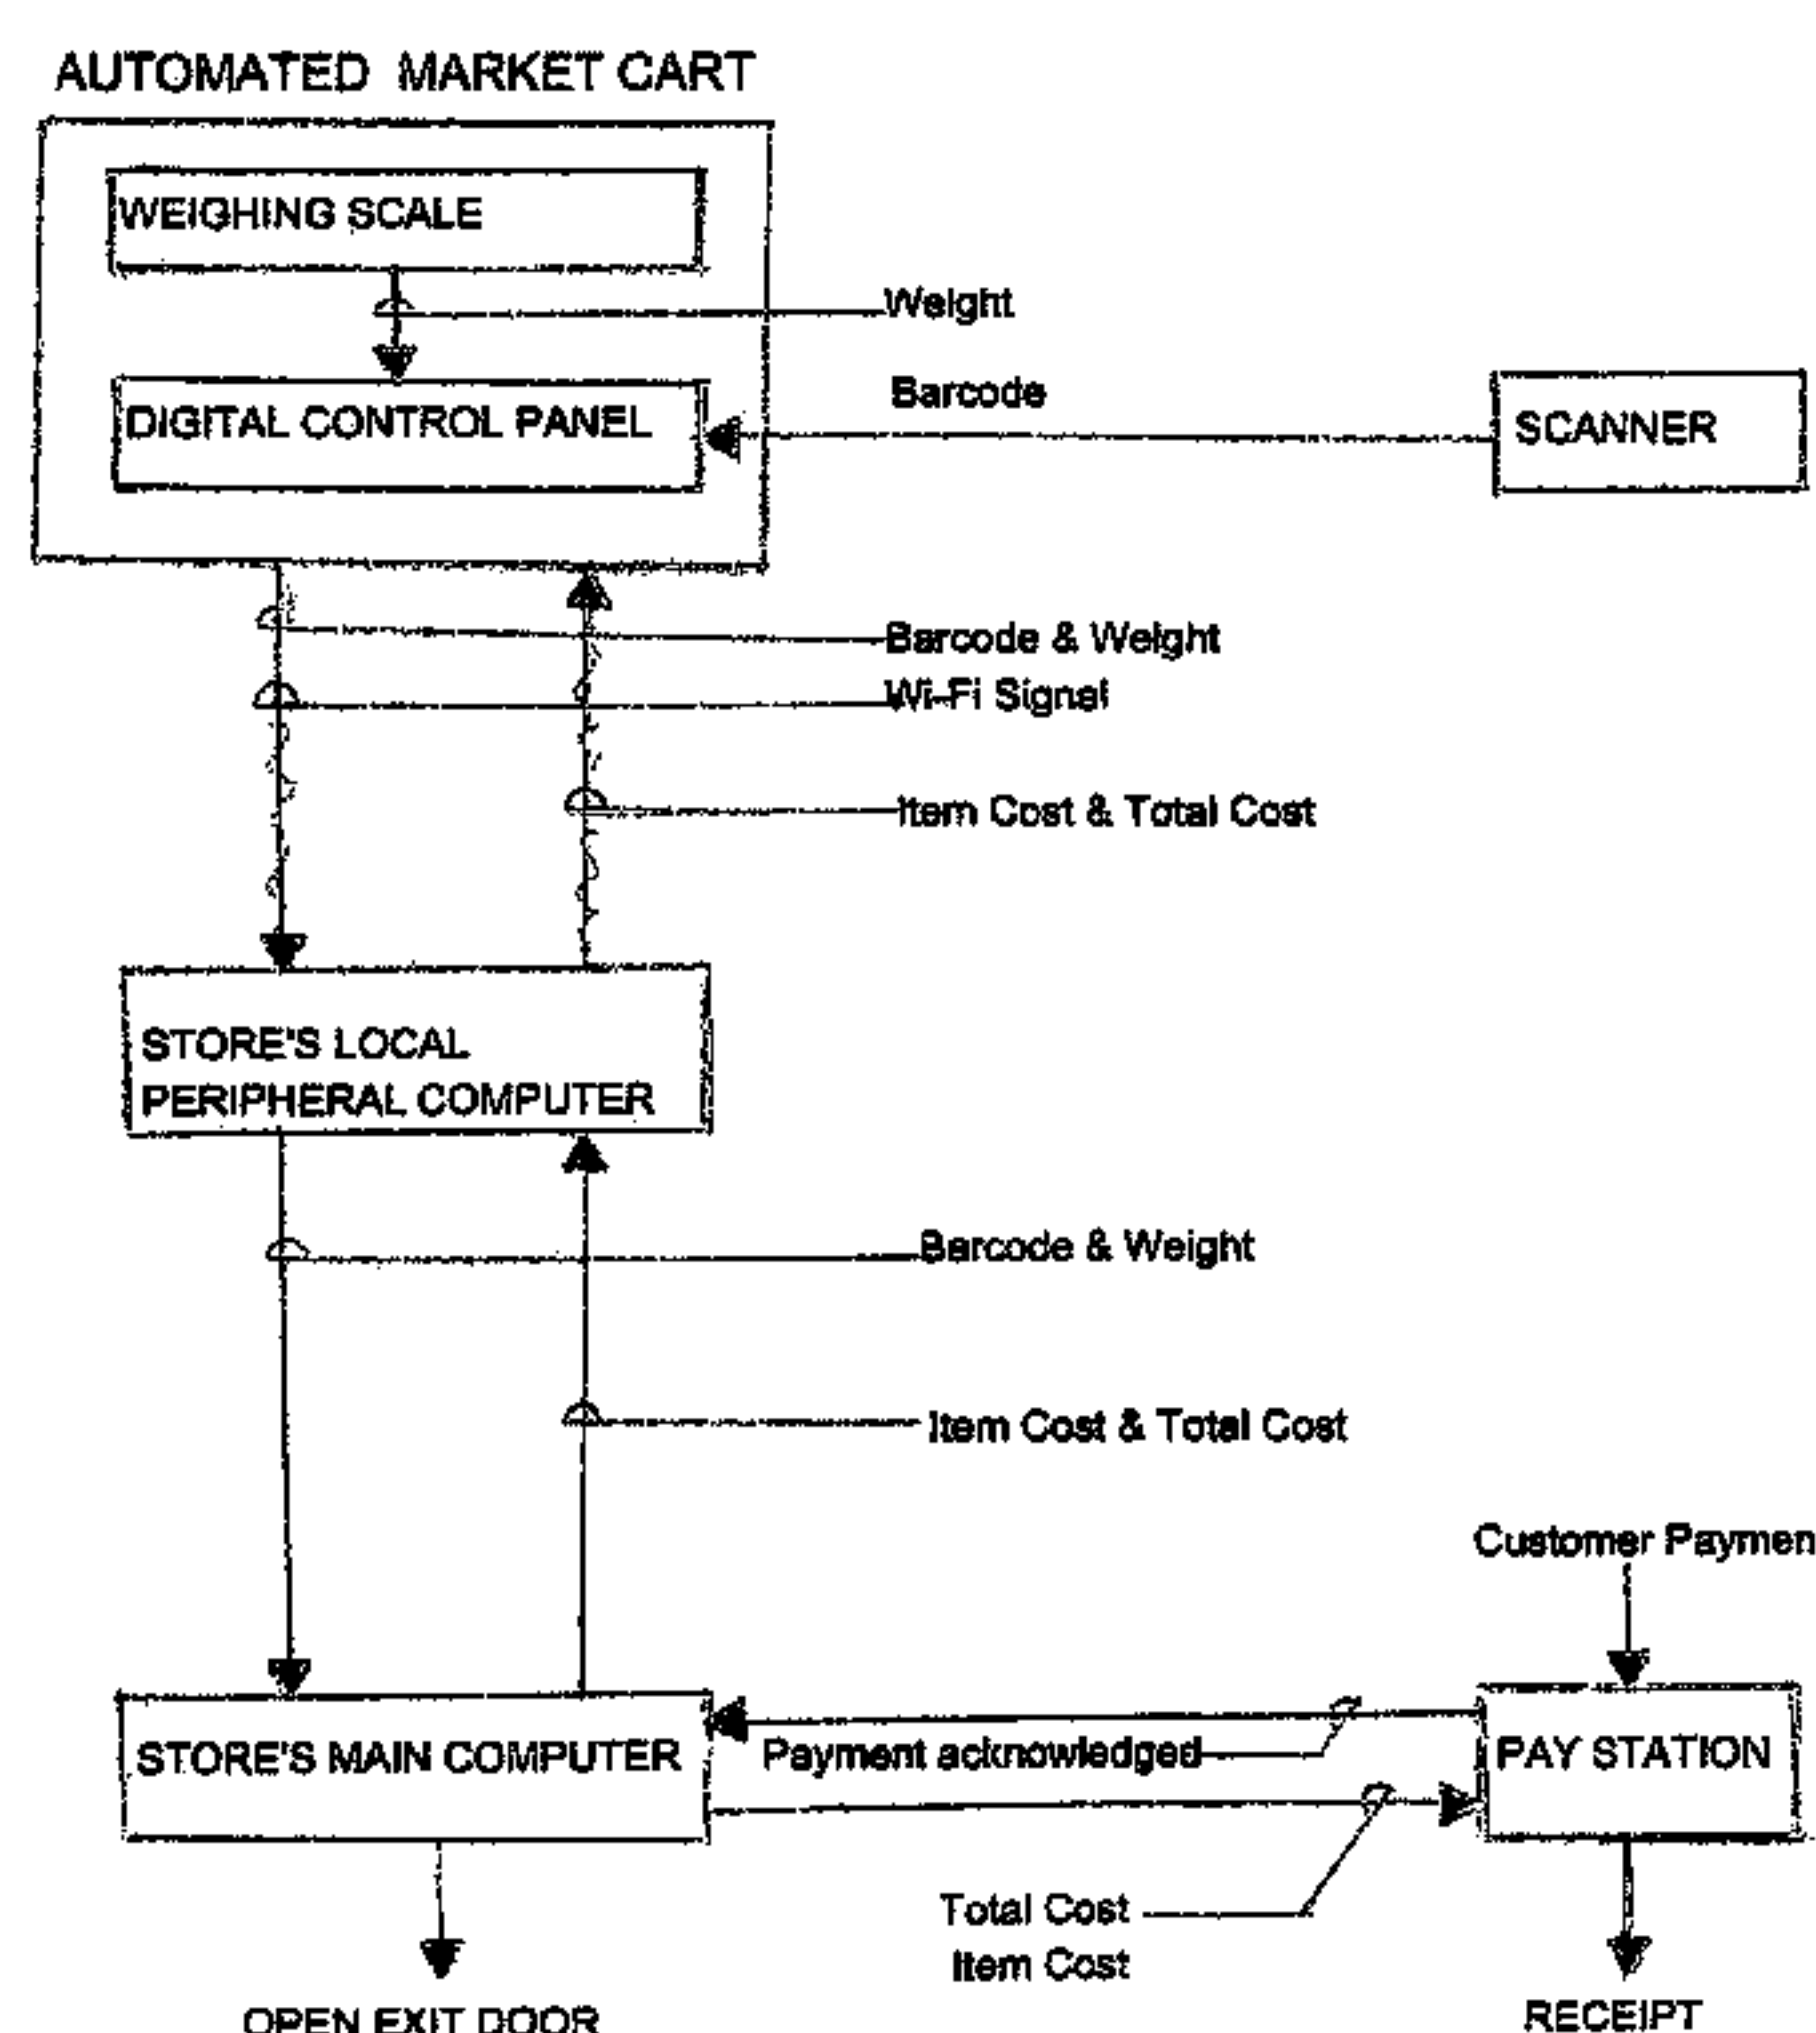 AUTOMATED MARKET CART
WEIGHING SCALE
Weight
Barcode
DIGITAL CONTROL PANEL
SCANNER
Barcode & Weight
Wi-Fi Signal
Item Cost & Total Cost
STORE'S LOCAL
PERIPHERAL COMPUTER
Barcode & Weight
Item Cost & Total Cost
Customer Paymen
STORE'S MAIN COMPUTER
Payment acknowledged
PAY STATION
Total Cost
Item Cost
OPEN EXIT DOOR
RECEIPT